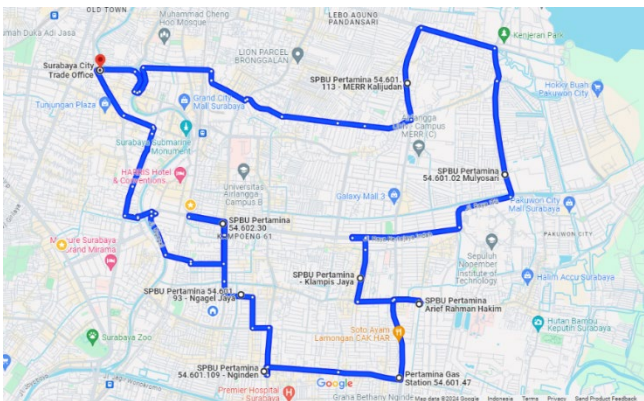 OLD TOWN
Muhammad Cheng
Hoo Mosque
LEBO AGUNG
PANDANSARI
Kenjeran Park
LION PARCEL
BRONGGALAN
Surabaya City
Trade Office
SPBU Pertamina 54.601.
113 - MERR Kalijudan
Hokky Buah
Pakuwon City
Tunjungan Plaza
Grand City
Mall Surabaya
Airlangga
Campus
MERR (C)
Surabaya Submarine
Monument
HARRIS Hotel
& Conventions...
Universitas
Airlangga
Campus B
SPBU Pertamina
54.601.02 Mulyosari
Galaxy Mall 3
Pakuwon City
Mall Surabaya
SPBU Pertamina
54.602.30
KOMPOENG 61
PAKUWON CITY
Mercure Surabaya
Grand Mirama
Sepuluh
Nopember
Institute of
Technology
SPBU Pertamina
- Klampis Jaya
Halim Accu Surabaya
SPBU Pertamina 54.601.
93 - Ngagel Jaya
SPBU Pertamina
Arief Rahman Hakim
Hutan Bambu
Keputih Surabaya
Surabaya Zoo
Soto Ayam
Lamongan CAK HAR
SPBU Pertamina
54.601.109 - Nginden
Pertamina Gas
Station 54.601.47
Google
Premier Hospital
Surabaya
Graha Bethany Nginden
Map data ©2024 Google Indonesia Terms Privacy Send Product Feedback